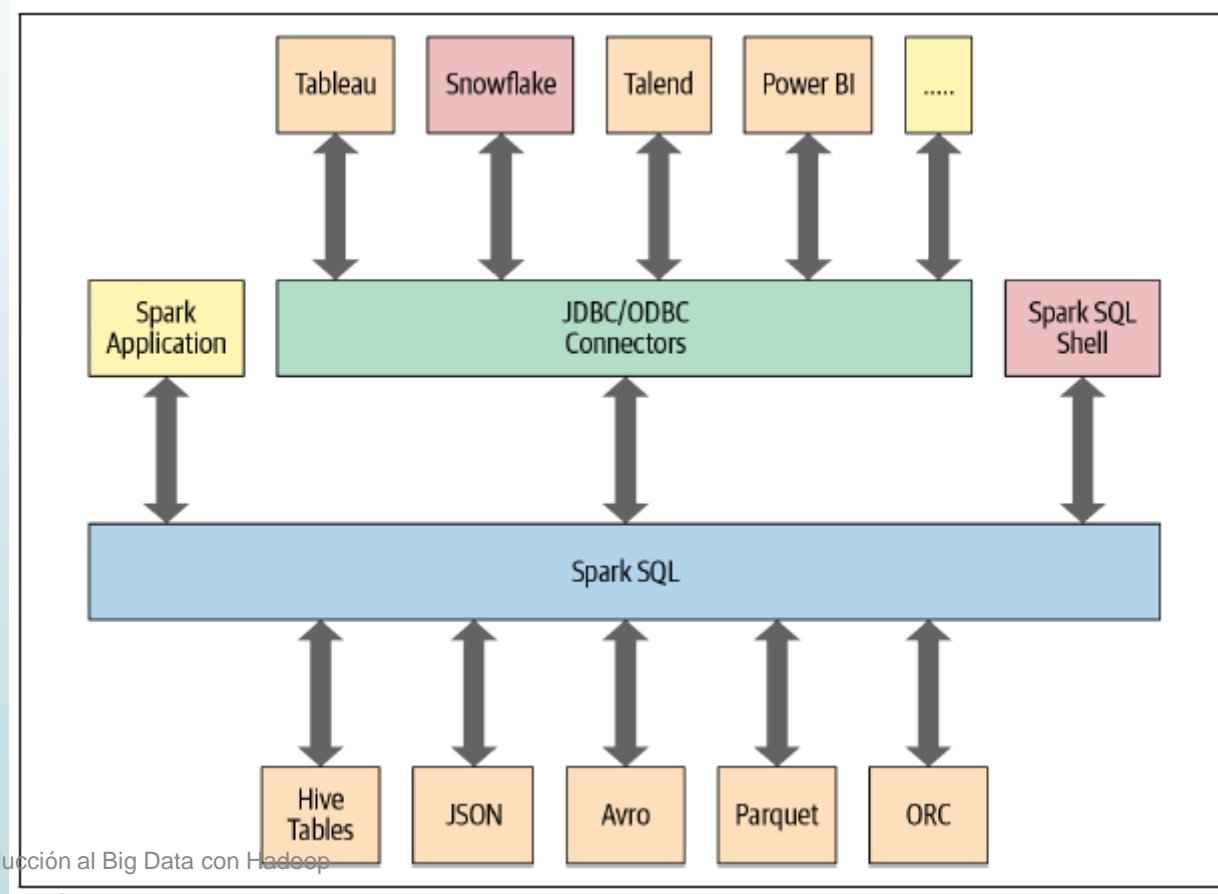 Tableau
Snowflake
Talend
Power BI
.....
Spark
Application
JDBC/ODBC
Connectors
Spark SQL
Shell
Spark SQL
Hive
Tables
JSON
Avro
Parquet
ORC
ucción al Big Data con Hadoop